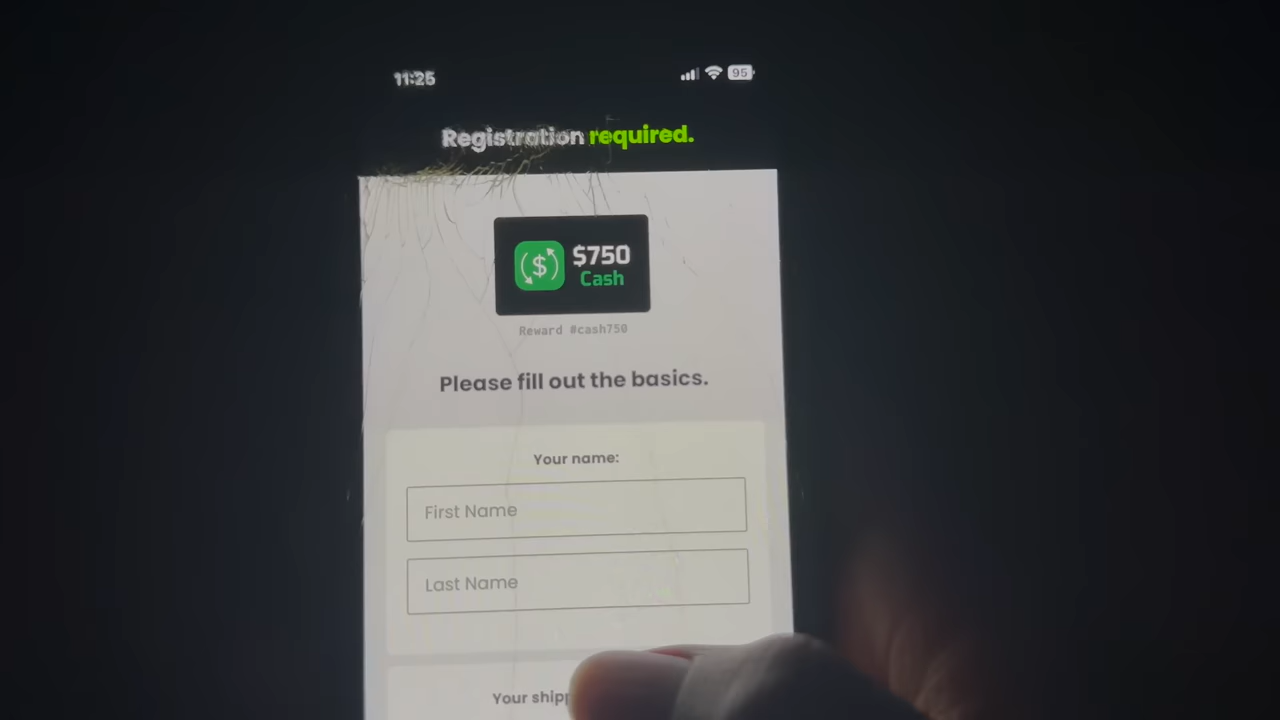 11:25
95
Registration required.
$
$750
Cash
Reward #cash750
Please fill out the basics.
Your name:
First Name
Last Name
Your